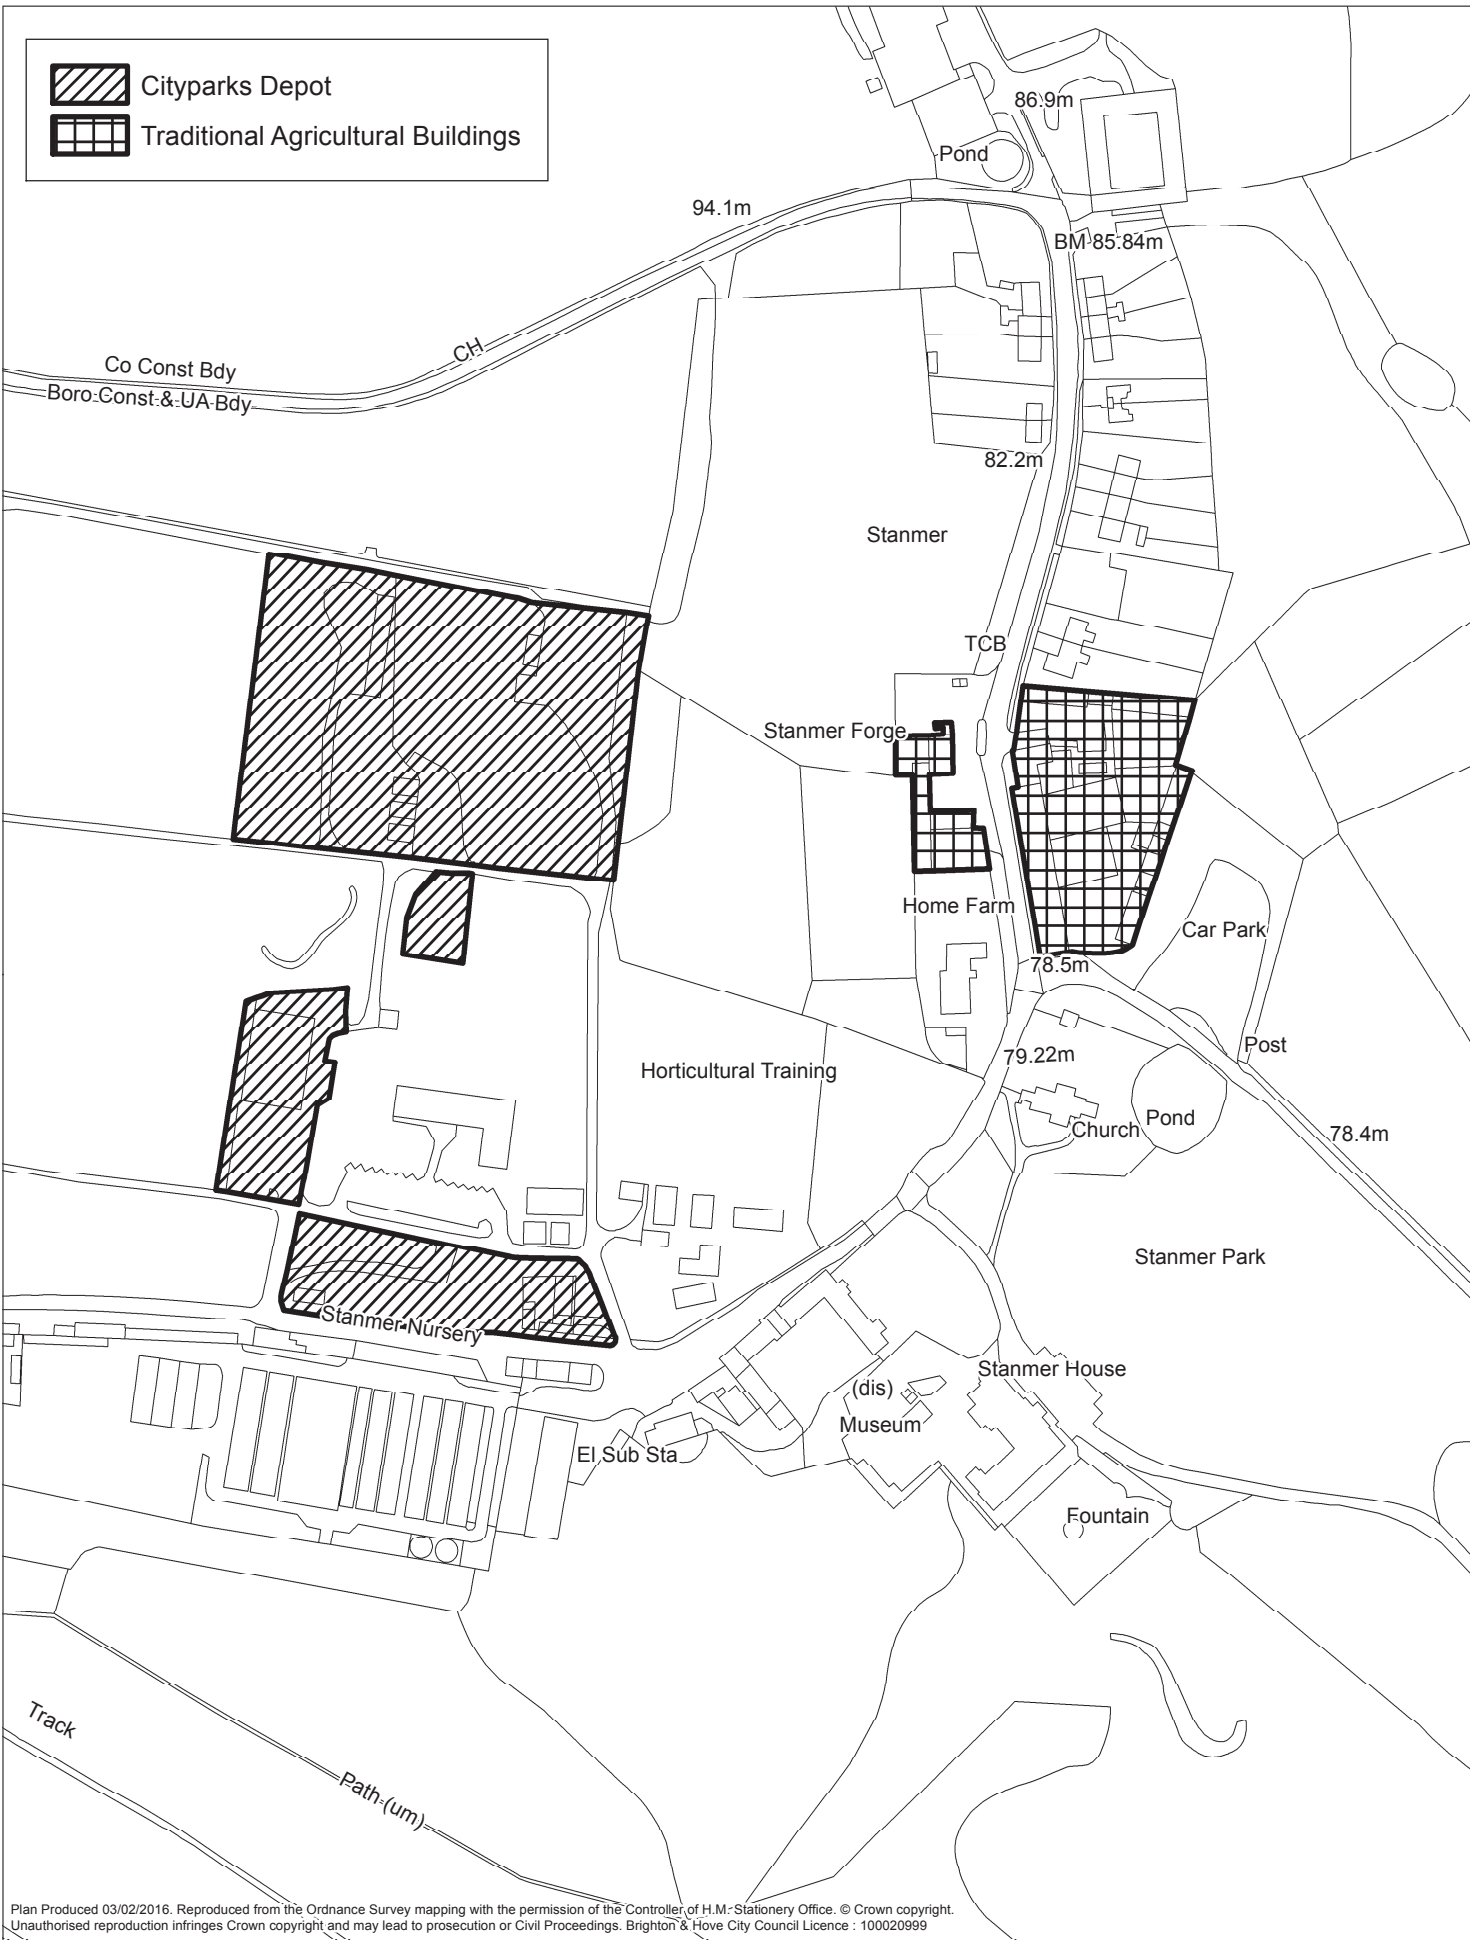 Cityparks Depot
Traditional Agricultural Buildings
86.9m
Pond
94.1m
BM 85.84m
CH
Co Const Bdy
Boro Const & UA Bdy
82.2m
Stanmer
TCB
Stanmer Forge
Home Farm
Car Park
78.5m
Post
79.22m
Horticultural Training
Church
Pond
78.4m
Stanmer Park
Stanmer Nursery
Stanmer House
(dis)
Museum
El Sub Sta
Fountain
Track
Path (um)
Plan Produced 03/02/2016. Reproduced from the Ordnance Survey mapping with the permission of the Controller of H.M. Stationery Office. © Crown copyright.
Unauthorised reproduction infringes Crown copyright and may lead to prosecution or Civil Proceedings. Brighton & Hove City Council Licence : 100020999